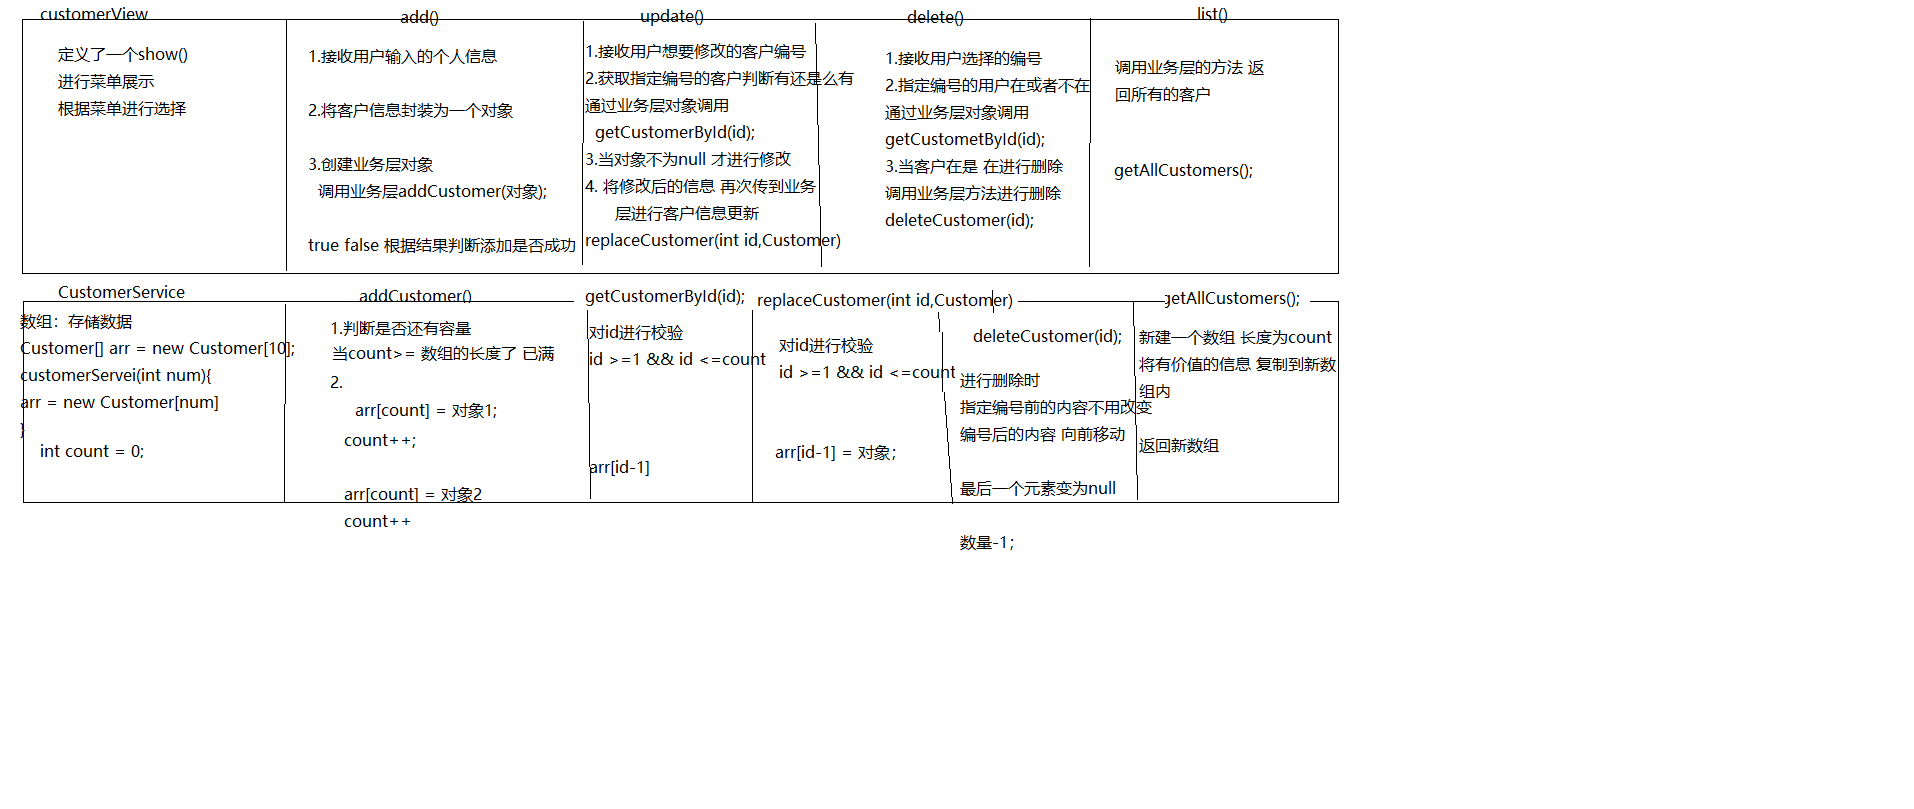 customerView
定义了一个show()
进行菜单展示
根据菜单进行选择
add()
1.接收用户输入的个人信息
2.将客户信息封装为一个对象
3.创建业务层对象
调用业务层addCustomer(对象);
true false 根据结果判断添加是否成功
update()
1.接收用户想要修改的客户编号
2.获取指定编号的客户判断有还是么有
通过业务层对象调用
getCustomerById(id);
3.当对象不为null 才进行修改
4. 将修改后的信息 再次传到业务
层进行客户信息更新
replaceCustomer(int id,Customer)
delete()
1.接收用户选择的编号
2.指定编号的用户在或者不在
通过业务层对象调用
getCustometById(id);
3.当客户在是 在进行删除
调用业务层方法进行删除
deleteCustomer(id);
list()
调用业务层的方法 返
回所有的客户
getAllCustomers();
CustomerService
数组：存储数据
Customer[] arr = new Customer[10];
customerServei(int num){
arr = new Customer[num]
}
int count = 0;
addCustomer()
1.判断是否还有容量
当count>= 数组的长度了 已满
2.
arr[count] = 对象1;
count++;
arr[count] = 对象2
count++
getCustomerById(id);
对id进行校验
id >=1 && id <=count
arr[id-1]
replaceCustomer(int id,Customer)
对id进行校验
id >=1 && id <=count
arr[id-1] = 对象；
deleteCustomer(id);
进行删除时
指定编号前的内容不用改变
编号后的内容 向前移动
最后一个元素变为null
数量-1；
getAllCustomers();
新建一个数组 长度为count
将有价值的信息 复制到新数
组内
返回新数组